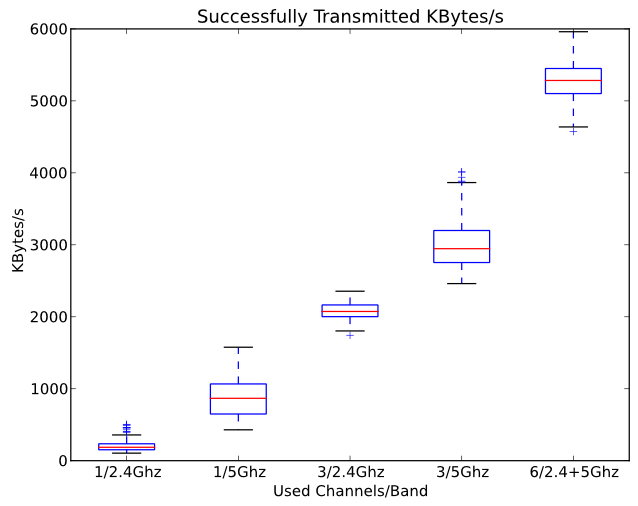 Successfully Transmitted KBytes/s
6000
5000
4000
3000
2000
1000
0
KBytes/s
1/2.4Ghz 1/5Ghz 3/2.4Ghz 3/5Ghz 6/2.4+5Ghz
Used Channels/Band